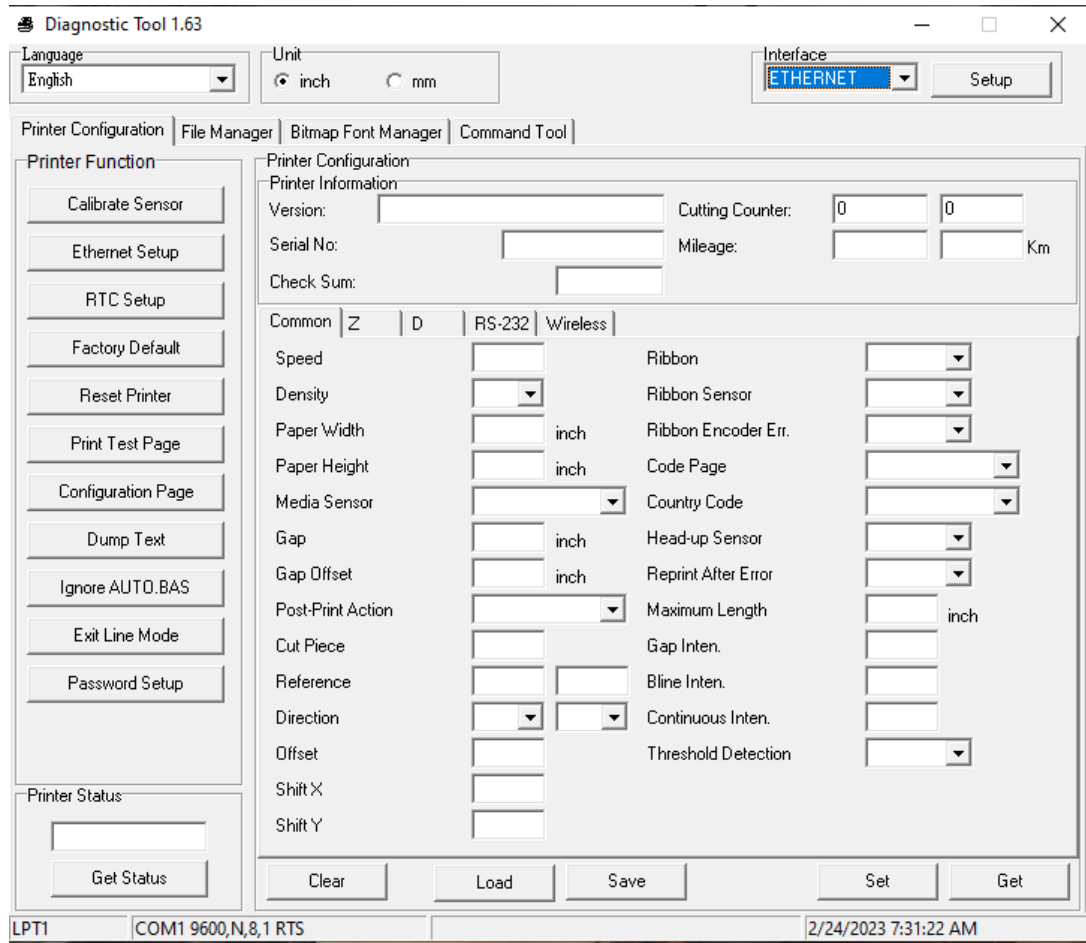 Diagnostic Tool 1.63
Language
Unit
Interface
English
inch
mm
ETHERNET
Setup
Printer Configuration
File Manager
Bitmap Font Manager
Command Tool
Printer Function
Calibrate Sensor
Ethernet Setup
RTC Setup
Factory Default
Reset Printer
Print Test Page
Configuration Page
Dump Text
Ignore AUTO.BAS
Exit Line Mode
Password Setup
Printer Status
Get Status
Printer Configuration
Printer Information
Version:
Cutting Counter:
0
0
Serial No:
Mileage:
Km
Check Sum:
Common
Z
D
RS-232
Wireless
Speed
Ribbon
Density
Ribbon Sensor
Paper Width
inch
Ribbon Encoder Err.
Paper Height
inch
Code Page
Media Sensor
Country Code
Gap
inch
Head-up Sensor
Gap Offset
inch
Reprint After Error
Post-Print Action
Maximum Length
inch
Cut Piece
Gap Inten.
Reference
Bline Inten.
Direction
Continuous Inten.
Offset
Threshold Detection
Shift X
Shift Y
Clear
Load
Save
Set
Get
LPT1
COM1 9600,N,8,1 RTS
2/24/2023 7:31:22 AM